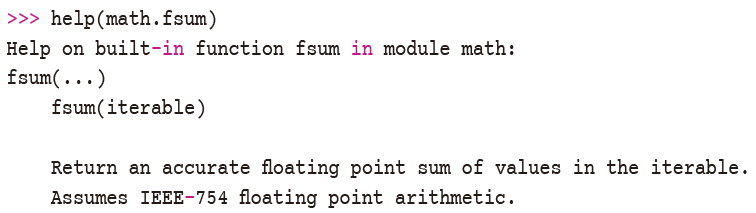 >>> help(math.fsum)
Help on built-in function fsum in module math:
fsum(...)
fsum(iterable)
Return an accurate floating point sum of values in the iterable.
Assumes IEEE-754 floating point arithmetic.